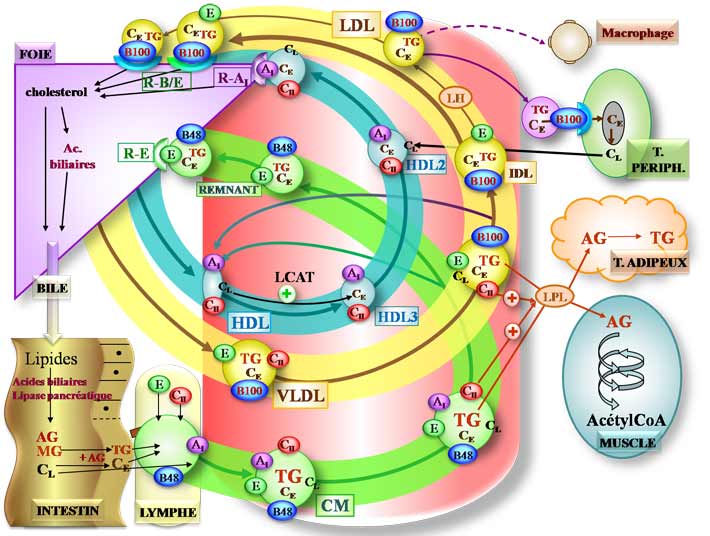 E
B100
LDL
TG
CE
Macrophage
CE TG
B100
CE TG
B100
FOIE
R-B/E
R-AI
AI
CL
CE
CII
cholesterol
LH
TG
CE
B100
CE
CL
T.
PERIPH.
Ac.
biliaires
R-E
B48
E
TG
CE
B48
E
TG
CE
REMNANT
AI
CE
CL
CII
HDL2
E
CE TG
B100
IDL
B100
E
TG
CL
CE
CII
AG
TG
T. ADIPEUX
LPL
AG
AI
CL
CII
HDL
LCAT
AI
CE
CII
HDL3
BILE
E
TG
CII
CE
B100
VLDL
AcétylCoA
MUSCLE
Lipides
Acides biliaires
Lipase pancréatique
AG
MG
CL
+ AG
TG
CE
INTESTIN
E
CII
AI
B48
LYMPHE
CII
AI
E
TG
CE
CL
B48
CM
CII
AI
E
TG
CE
CL
B48